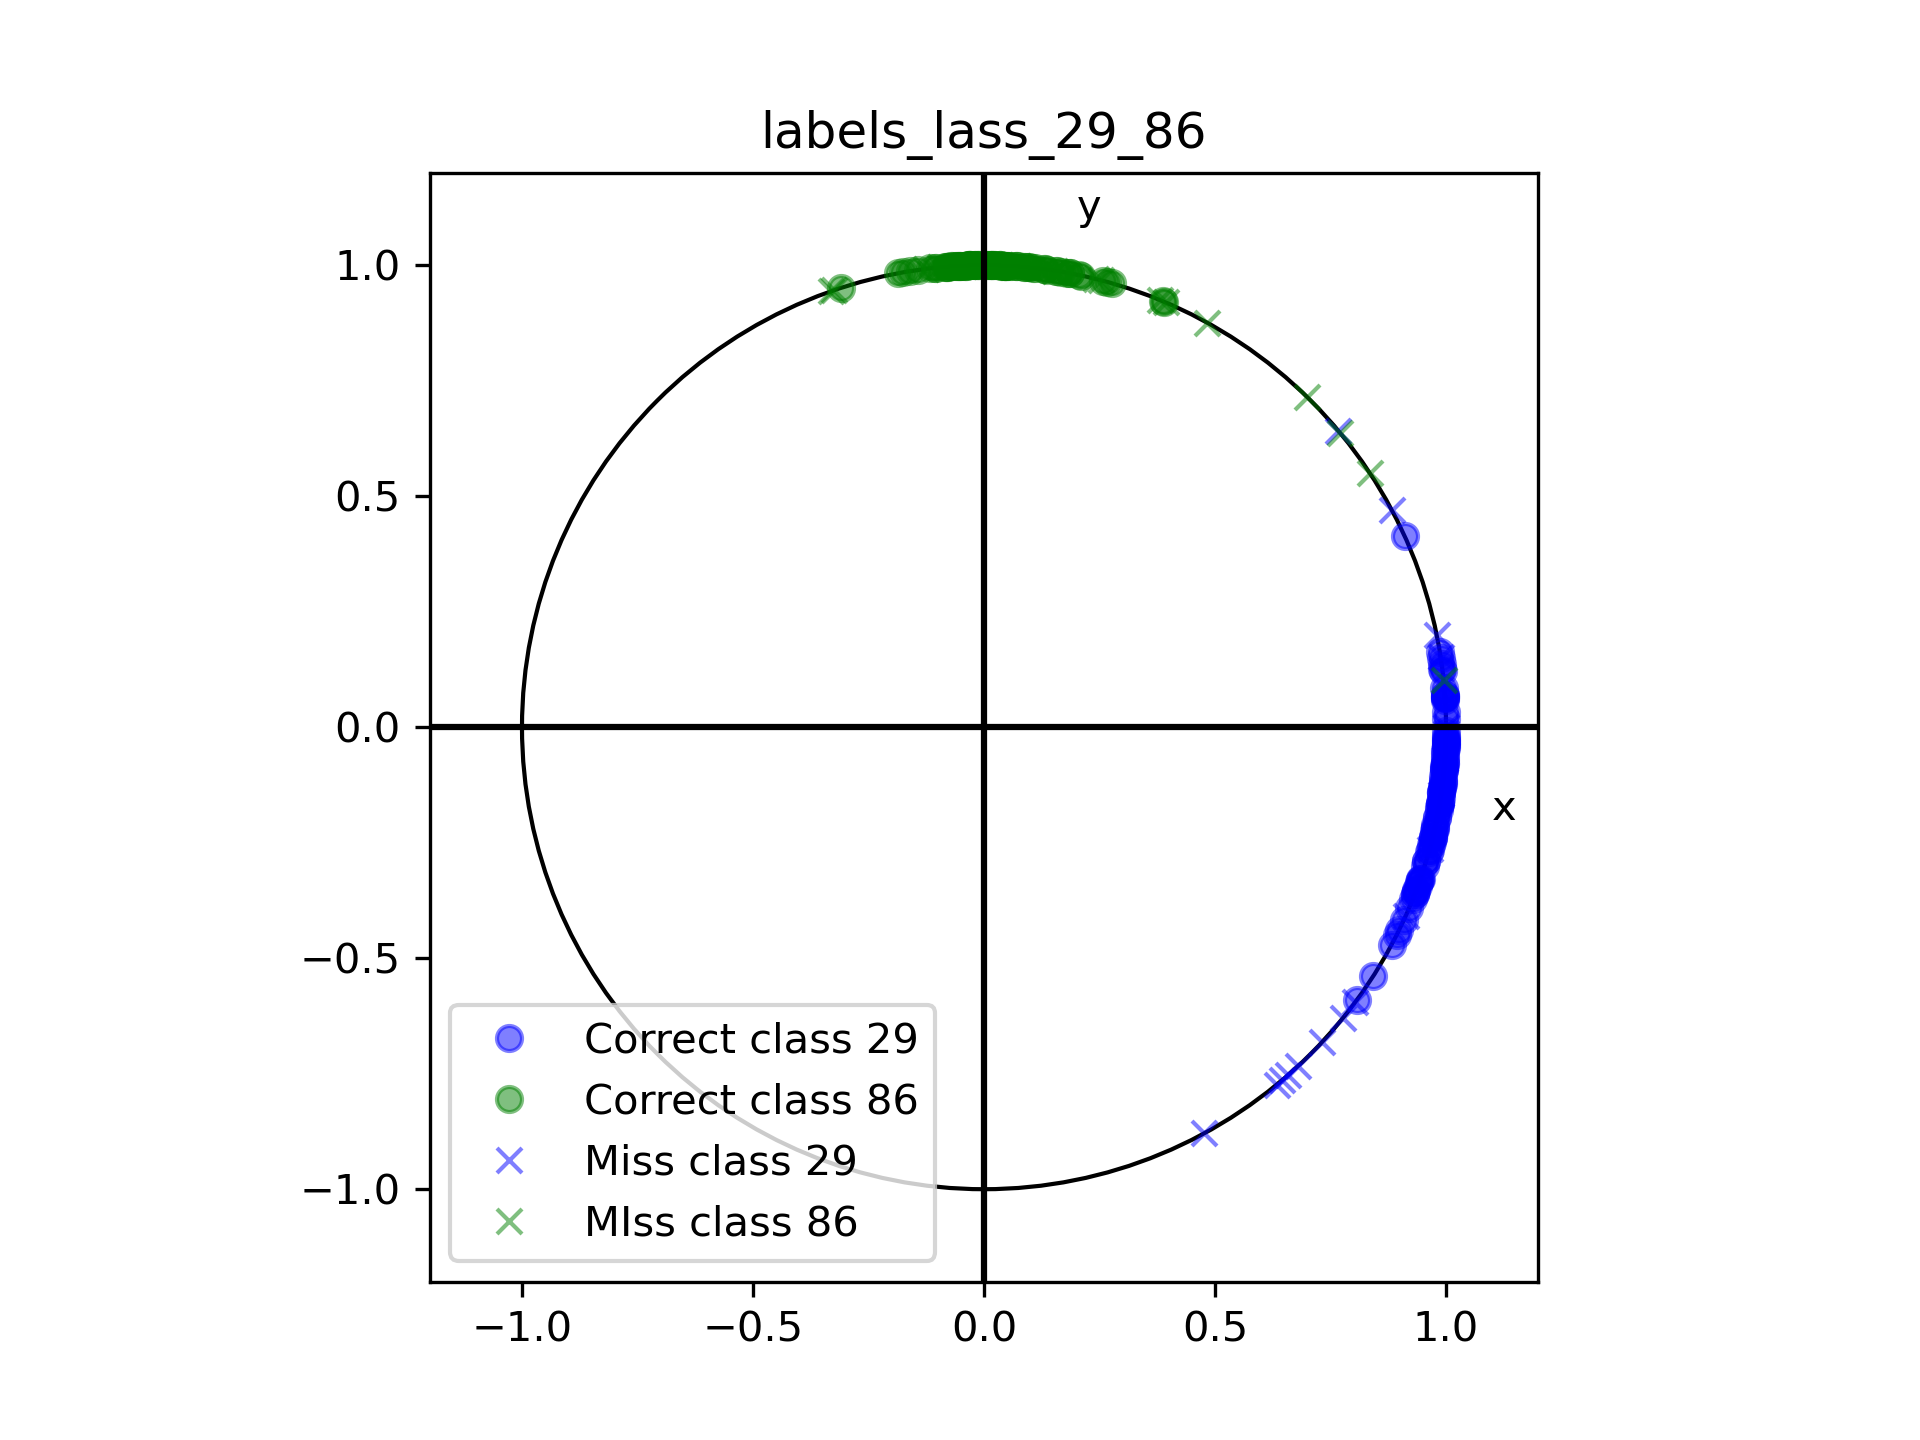 labels_lass_29_86
y
1.0
0.5
0.0
x
−0.5
−1.0
Correct class 29
Correct class 86
Miss class 29
MIss class 86
−1.0 −0.5 0.0 0.5 1.0